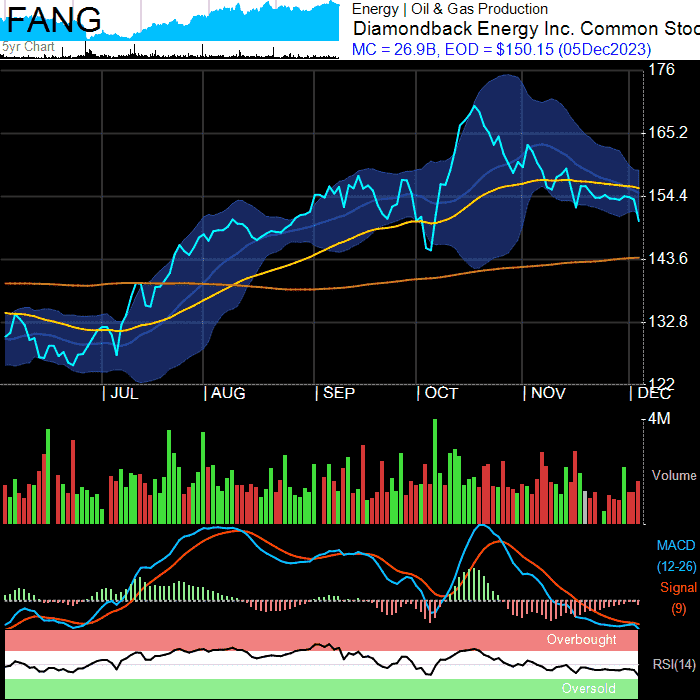 FANG
5yr Chart
Energy | Oil & Gas Production
Diamondback Energy Inc. Common Stoc
MC = 26.9B, EOD = $150.15 (05Dec2023)
176
165.2
154.4
143.6
132.8
122
JUL AUG SEP OCT NOV DEC
4M
Volume
MACD
(12-26)
Signal
(9)
Overbought
RSI(14)
Oversold